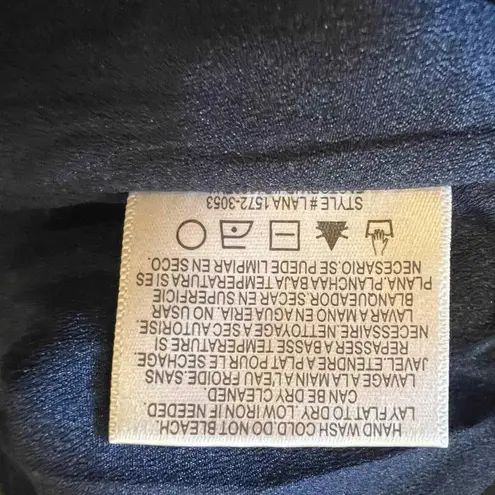 HAND WASH COLD. DO NOT BLEACH.
LAY FLAT TO DRY. LOW IRON IF NEEDED.
CAN BE DRY CLEANED
LAVAGE A LA MAIN A L'EAU FROIDE. SANS
JAVEL. ETENDRE A PLAT POUR LE SECHAGE.
REPASSER A BASSE TEMPERATURE SI
NECESSAIRE. NETTOYAGE A SEC AUTORISE.
LAVAR A MANO EN AGUA FRIA. NO USAR
BLANQUEADOR. SECAR EN SUPERFICIE
PLANA. PLANCHA A BAJA TEMPERATURA SI ES
NECESARIO. SE PUEDE LIMPIAR EN SECO.
STYLE # LANA 1572-3053